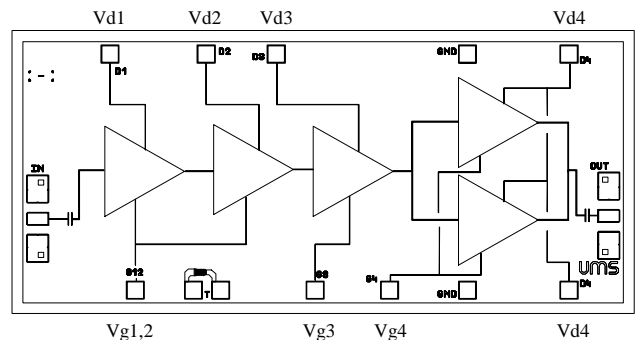 Vd1 Vd2 Vd3 Vd4
D1 D2 D3 GND D4
:-:
IN OUT
ums
G12 T G3 G4 GND D4
Vg1,2 Vg3 Vg4 Vd4